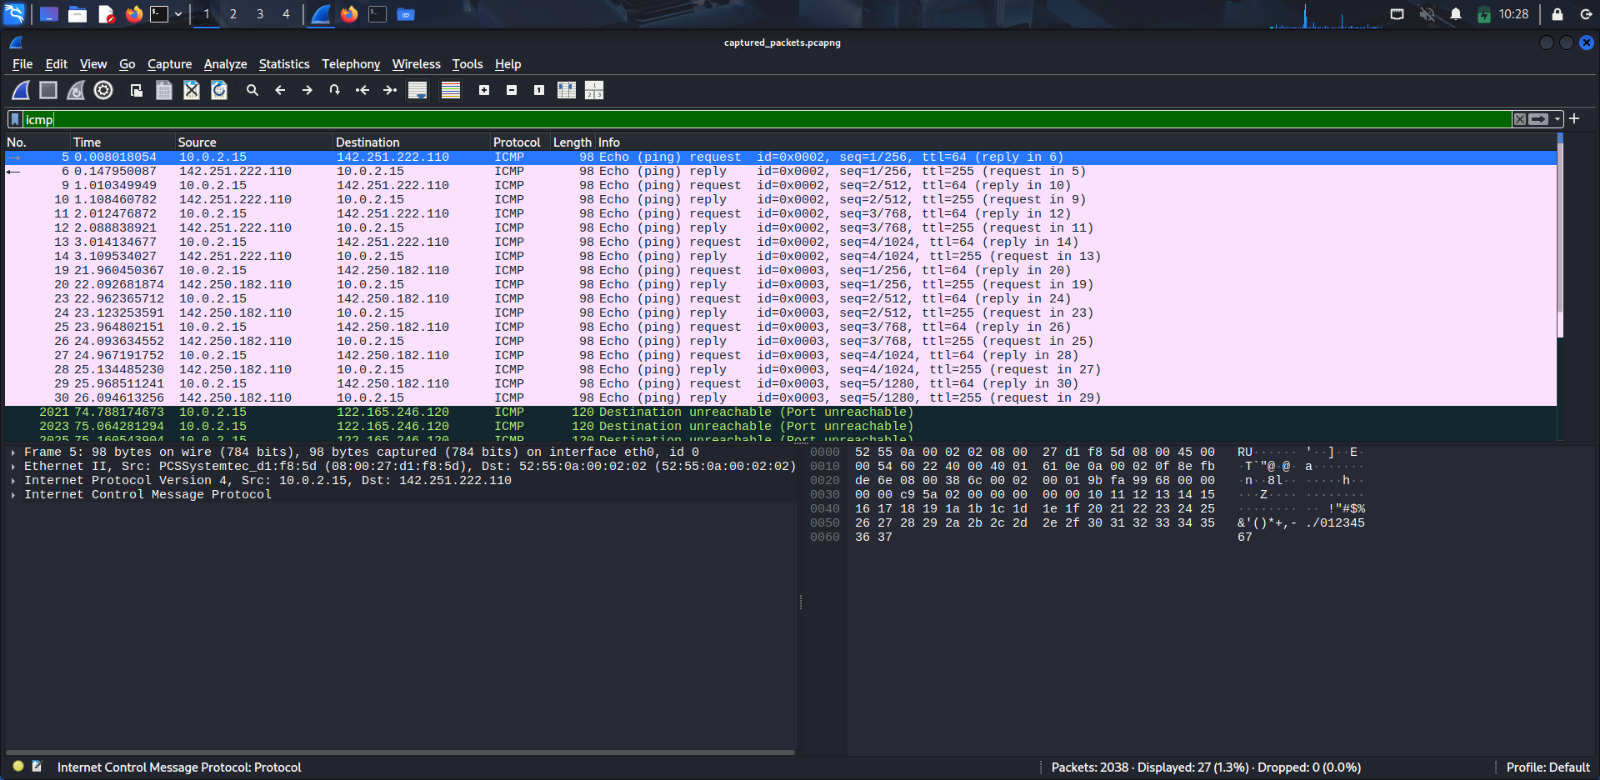 1 2 3 4 10:28
captured_packets.pcapng
File Edit View Go Capture Analyze Statistics Telephony Wireless Tools Help
icmp
No. Time Source Destination Protocol Length Info
5 0.008018054 10.0.2.15 142.251.222.110 ICMP 98 Echo (ping) request id=0x0002, seq=1/256, ttl=64 (reply in 6)
6 0.147950087 142.251.222.110 10.0.2.15 ICMP 98 Echo (ping) reply id=0x0002, seq=1/256, ttl=255 (request in 5)
9 1.010349949 10.0.2.15 142.251.222.110 ICMP 98 Echo (ping) request id=0x0002, seq=2/512, ttl=64 (reply in 10)
10 1.108460782 142.251.222.110 10.0.2.15 ICMP 98 Echo (ping) reply id=0x0002, seq=2/512, ttl=255 (request in 9)
11 2.012476872 10.0.2.15 142.251.222.110 ICMP 98 Echo (ping) request id=0x0002, seq=3/768, ttl=64 (reply in 12)
12 2.088838921 142.251.222.110 10.0.2.15 ICMP 98 Echo (ping) reply id=0x0002, seq=3/768, ttl=255 (request in 11)
13 3.014134677 10.0.2.15 142.251.222.110 ICMP 98 Echo (ping) request id=0x0002, seq=4/1024, ttl=64 (reply in 14)
14 3.109534027 142.251.222.110 10.0.2.15 ICMP 98 Echo (ping) reply id=0x0002, seq=4/1024, ttl=255 (request in 13)
19 21.960450367 10.0.2.15 142.250.182.110 ICMP 98 Echo (ping) request id=0x0003, seq=1/256, ttl=64 (reply in 20)
20 22.092681874 142.250.182.110 10.0.2.15 ICMP 98 Echo (ping) reply id=0x0003, seq=1/256, ttl=255 (request in 19)
23 22.962365712 10.0.2.15 142.250.182.110 ICMP 98 Echo (ping) request id=0x0003, seq=2/512, ttl=64 (reply in 24)
24 23.123253591 142.250.182.110 10.0.2.15 ICMP 98 Echo (ping) reply id=0x0003, seq=2/512, ttl=255 (request in 23)
25 23.964802151 10.0.2.15 142.250.182.110 ICMP 98 Echo (ping) request id=0x0003, seq=3/768, ttl=64 (reply in 26)
26 24.093634552 142.250.182.110 10.0.2.15 ICMP 98 Echo (ping) reply id=0x0003, seq=3/768, ttl=255 (request in 25)
27 24.967191752 10.0.2.15 142.250.182.110 ICMP 98 Echo (ping) request id=0x0003, seq=4/1024, ttl=64 (reply in 28)
28 25.134485230 142.250.182.110 10.0.2.15 ICMP 98 Echo (ping) reply id=0x0003, seq=4/1024, ttl=255 (request in 27)
29 25.968511241 10.0.2.15 142.250.182.110 ICMP 98 Echo (ping) request id=0x0003, seq=5/1280, ttl=64 (reply in 30)
30 26.094613256 142.250.182.110 10.0.2.15 ICMP 98 Echo (ping) reply id=0x0003, seq=5/1280, ttl=255 (request in 29)
2021 74.788174673 10.0.2.15 122.165.246.120 ICMP 120 Destination unreachable (Port unreachable)
2023 75.064281294 10.0.2.15 122.165.246.120 ICMP 120 Destination unreachable (Port unreachable)
2025 75.160543904 10.0.2.15 122.165.246.120 ICMP 120 Destination unreachable (Port unreachable)
Frame 5: 98 bytes on wire (784 bits), 98 bytes captured (784 bits) on interface eth0, id 0
Ethernet II, Src: PCSSystemtec_d1:f8:5d (08:00:27:d1:f8:5d), Dst: 52:55:0a:00:02:02 (52:55:0a:00:02:02)
Internet Protocol Version 4, Src: 10.0.2.15, Dst: 142.251.222.110
Internet Control Message Protocol
0000 52 55 0a 00 02 02 08 00 27 d1 f8 5d 08 00 45 00 RU······ '··]··E·
0010 00 54 60 22 40 00 40 01 61 0e 0a 00 02 0f 8e fb ·T`"@·@· a·······
0020 de 6e 08 00 38 6c 00 02 00 01 9b fa 99 68 00 00 ·n··8l·· ·····h··
0030 00 00 c9 5a 02 00 00 00 00 00 10 11 12 13 14 15 ···Z···· ········
0040 16 17 18 19 1a 1b 1c 1d 1e 1f 20 21 22 23 24 25 ········ ·· !"#$%
0050 26 27 28 29 2a 2b 2c 2d 2e 2f 30 31 32 33 34 35 &'()*+,- ./012345
0060 36 37 67
Internet Control Message Protocol: Protocol Packets: 2038 · Displayed: 27 (1.3%) · Dropped: 0 (0.0%) Profile: Default